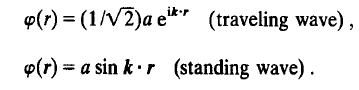 φ(r) = (1/√2)a e^{ik·r} (traveling wave) ,
φ(r) = a sin k · r (standing wave) .